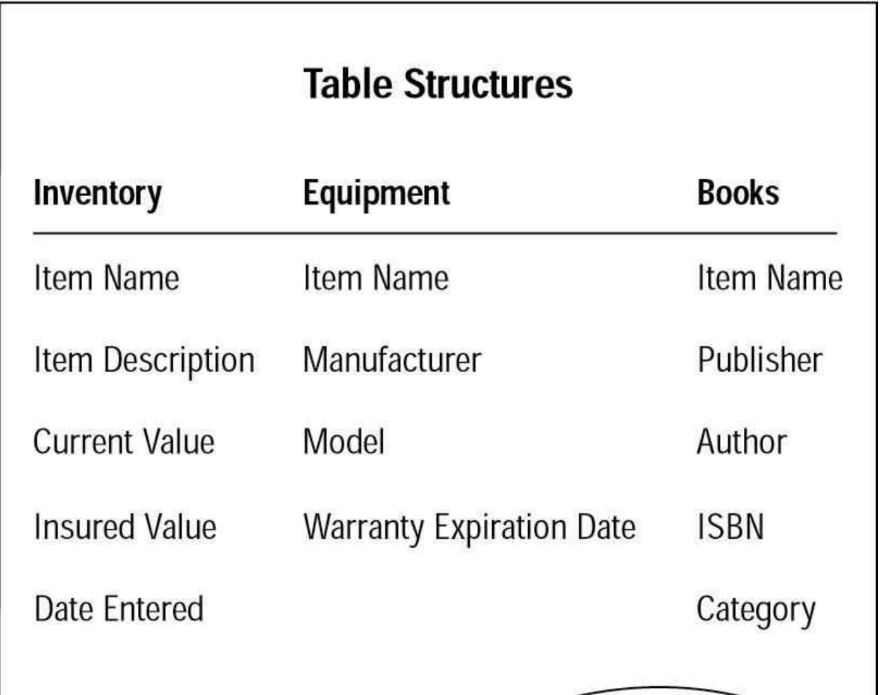 Table Structures
Inventory Equipment Books
Item Name Item Name Item Name
Item Description Manufacturer Publisher
Current Value Model Author
Insured Value Warranty Expiration Date ISBN
Date Entered Category